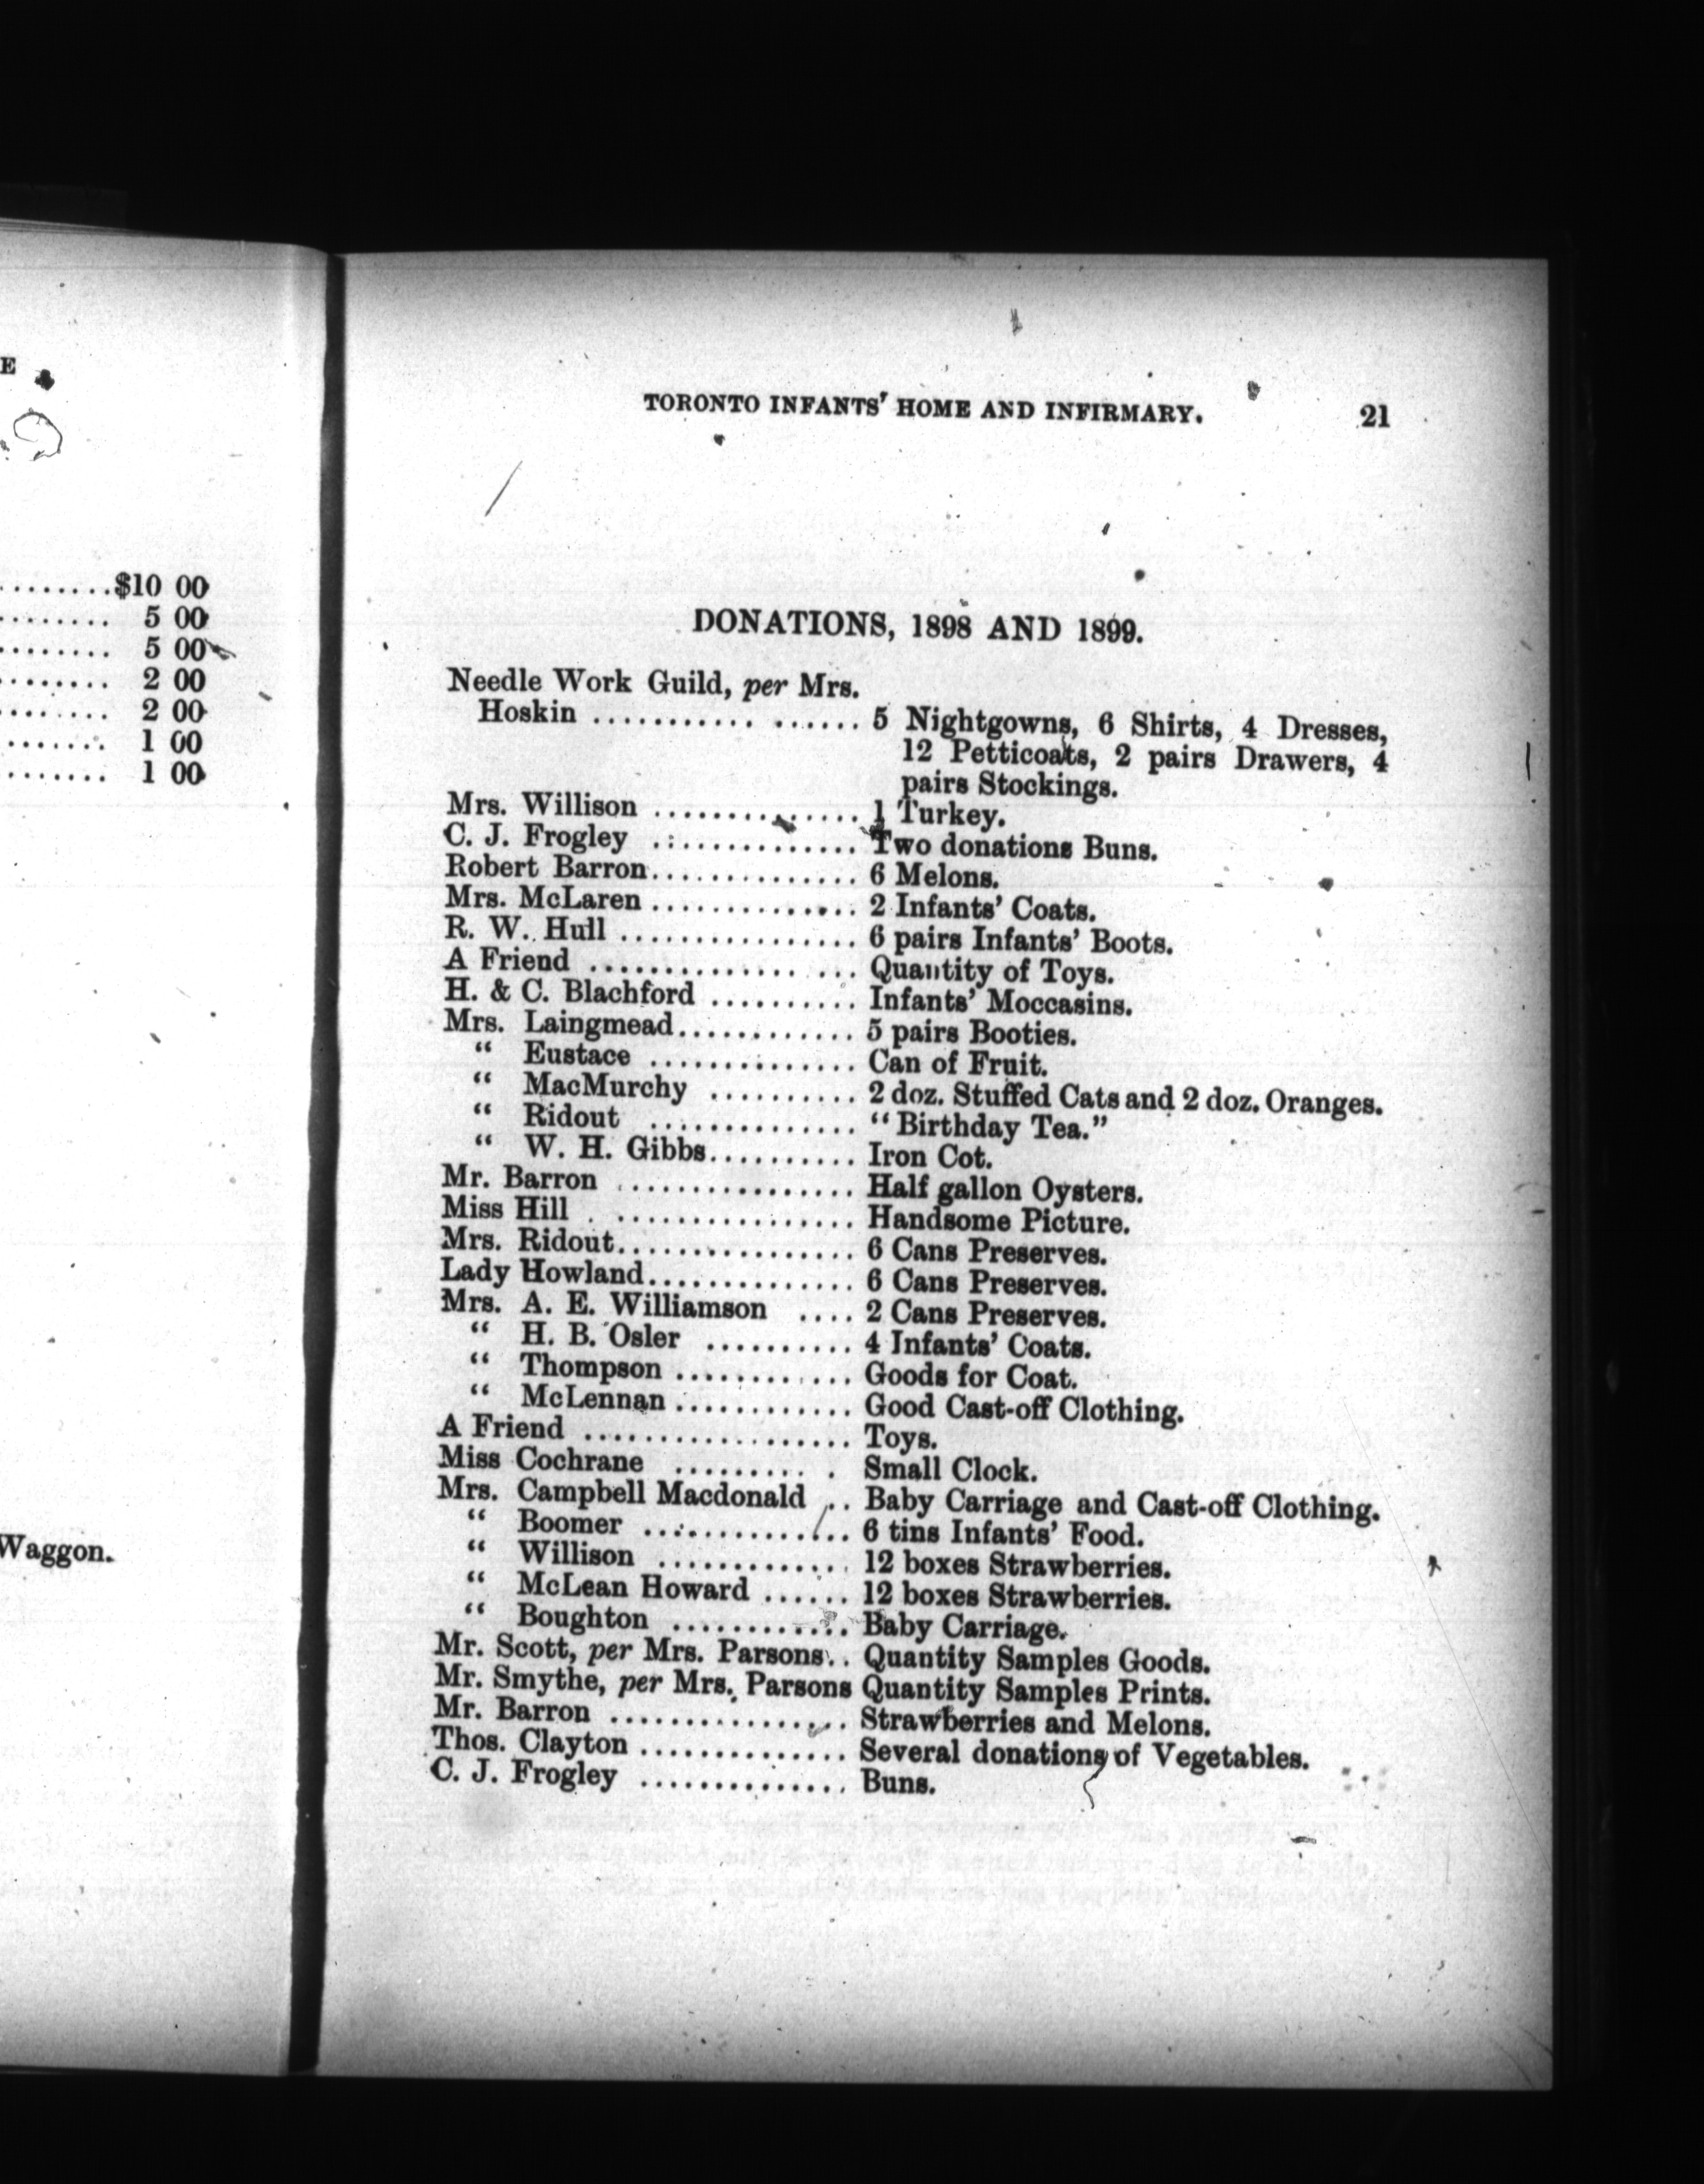 E
$10 00
5 00
5 00
2 00
2 00
1 00
1 00
Waggon.
TORONTO INFANTS' HOME AND INFIRMARY. 21
DONATIONS, 1898 AND 1899.
Needle Work Guild, per Mrs.
Hoskin ........... ...... 5 Nightgowns, 6 Shirts, 4 Dresses,
12 Petticoats, 2 pairs Drawers, 4
pairs Stockings.
Mrs. Willison .............. 1 Turkey.
C. J. Frogley .............. Two donations Buns.
Robert Barron.............. 6 Melons.
Mrs. McLaren .............. 2 Infants' Coats.
R. W. Hull ................ 6 pairs Infants' Boots.
A Friend .............. ... Quantity of Toys.
H. & C. Blachford .......... Infants' Moccasins.
Mrs. Laingmead............ 5 pairs Booties.
" Eustace .............. Can of Fruit.
" MacMurchy .......... 2 doz. Stuffed Cats and 2 doz. Oranges.
" Ridout .............. "Birthday Tea."
" W. H. Gibbs.......... Iron Cot.
Mr. Barron ................ Half gallon Oysters.
Miss Hill . ................ Handsome Picture.
Mrs. Ridout................ 6 Cans Preserves.
Lady Howland.............. 6 Cans Preserves.
Mrs. A. E. Williamson .... 2 Cans Preserves.
" H. B. Osler .......... 4 Infants' Coats.
" Thompson ............ Goods for Coat.
" McLennan ............ Good Cast-off Clothing.
A Friend .................. Toys.
Miss Cochrane ......... . Small Clock.
Mrs. Campbell Macdonald .. Baby Carriage and Cast-off Clothing.
" Boomer .............. 6 tins Infants' Food.
" Willison ............. 12 boxes Strawberries.
" McLean Howard ...... 12 boxes Strawberries.
" Boughton ............ Baby Carriage.
Mr. Scott, per Mrs. Parsons.. Quantity Samples Goods.
Mr. Smythe, per Mrs. Parsons Quantity Samples Prints.
Mr. Barron ................ Strawberries and Melons.
Thos. Clayton .............. Several donations of Vegetables.
C. J. Frogley .............. Buns.